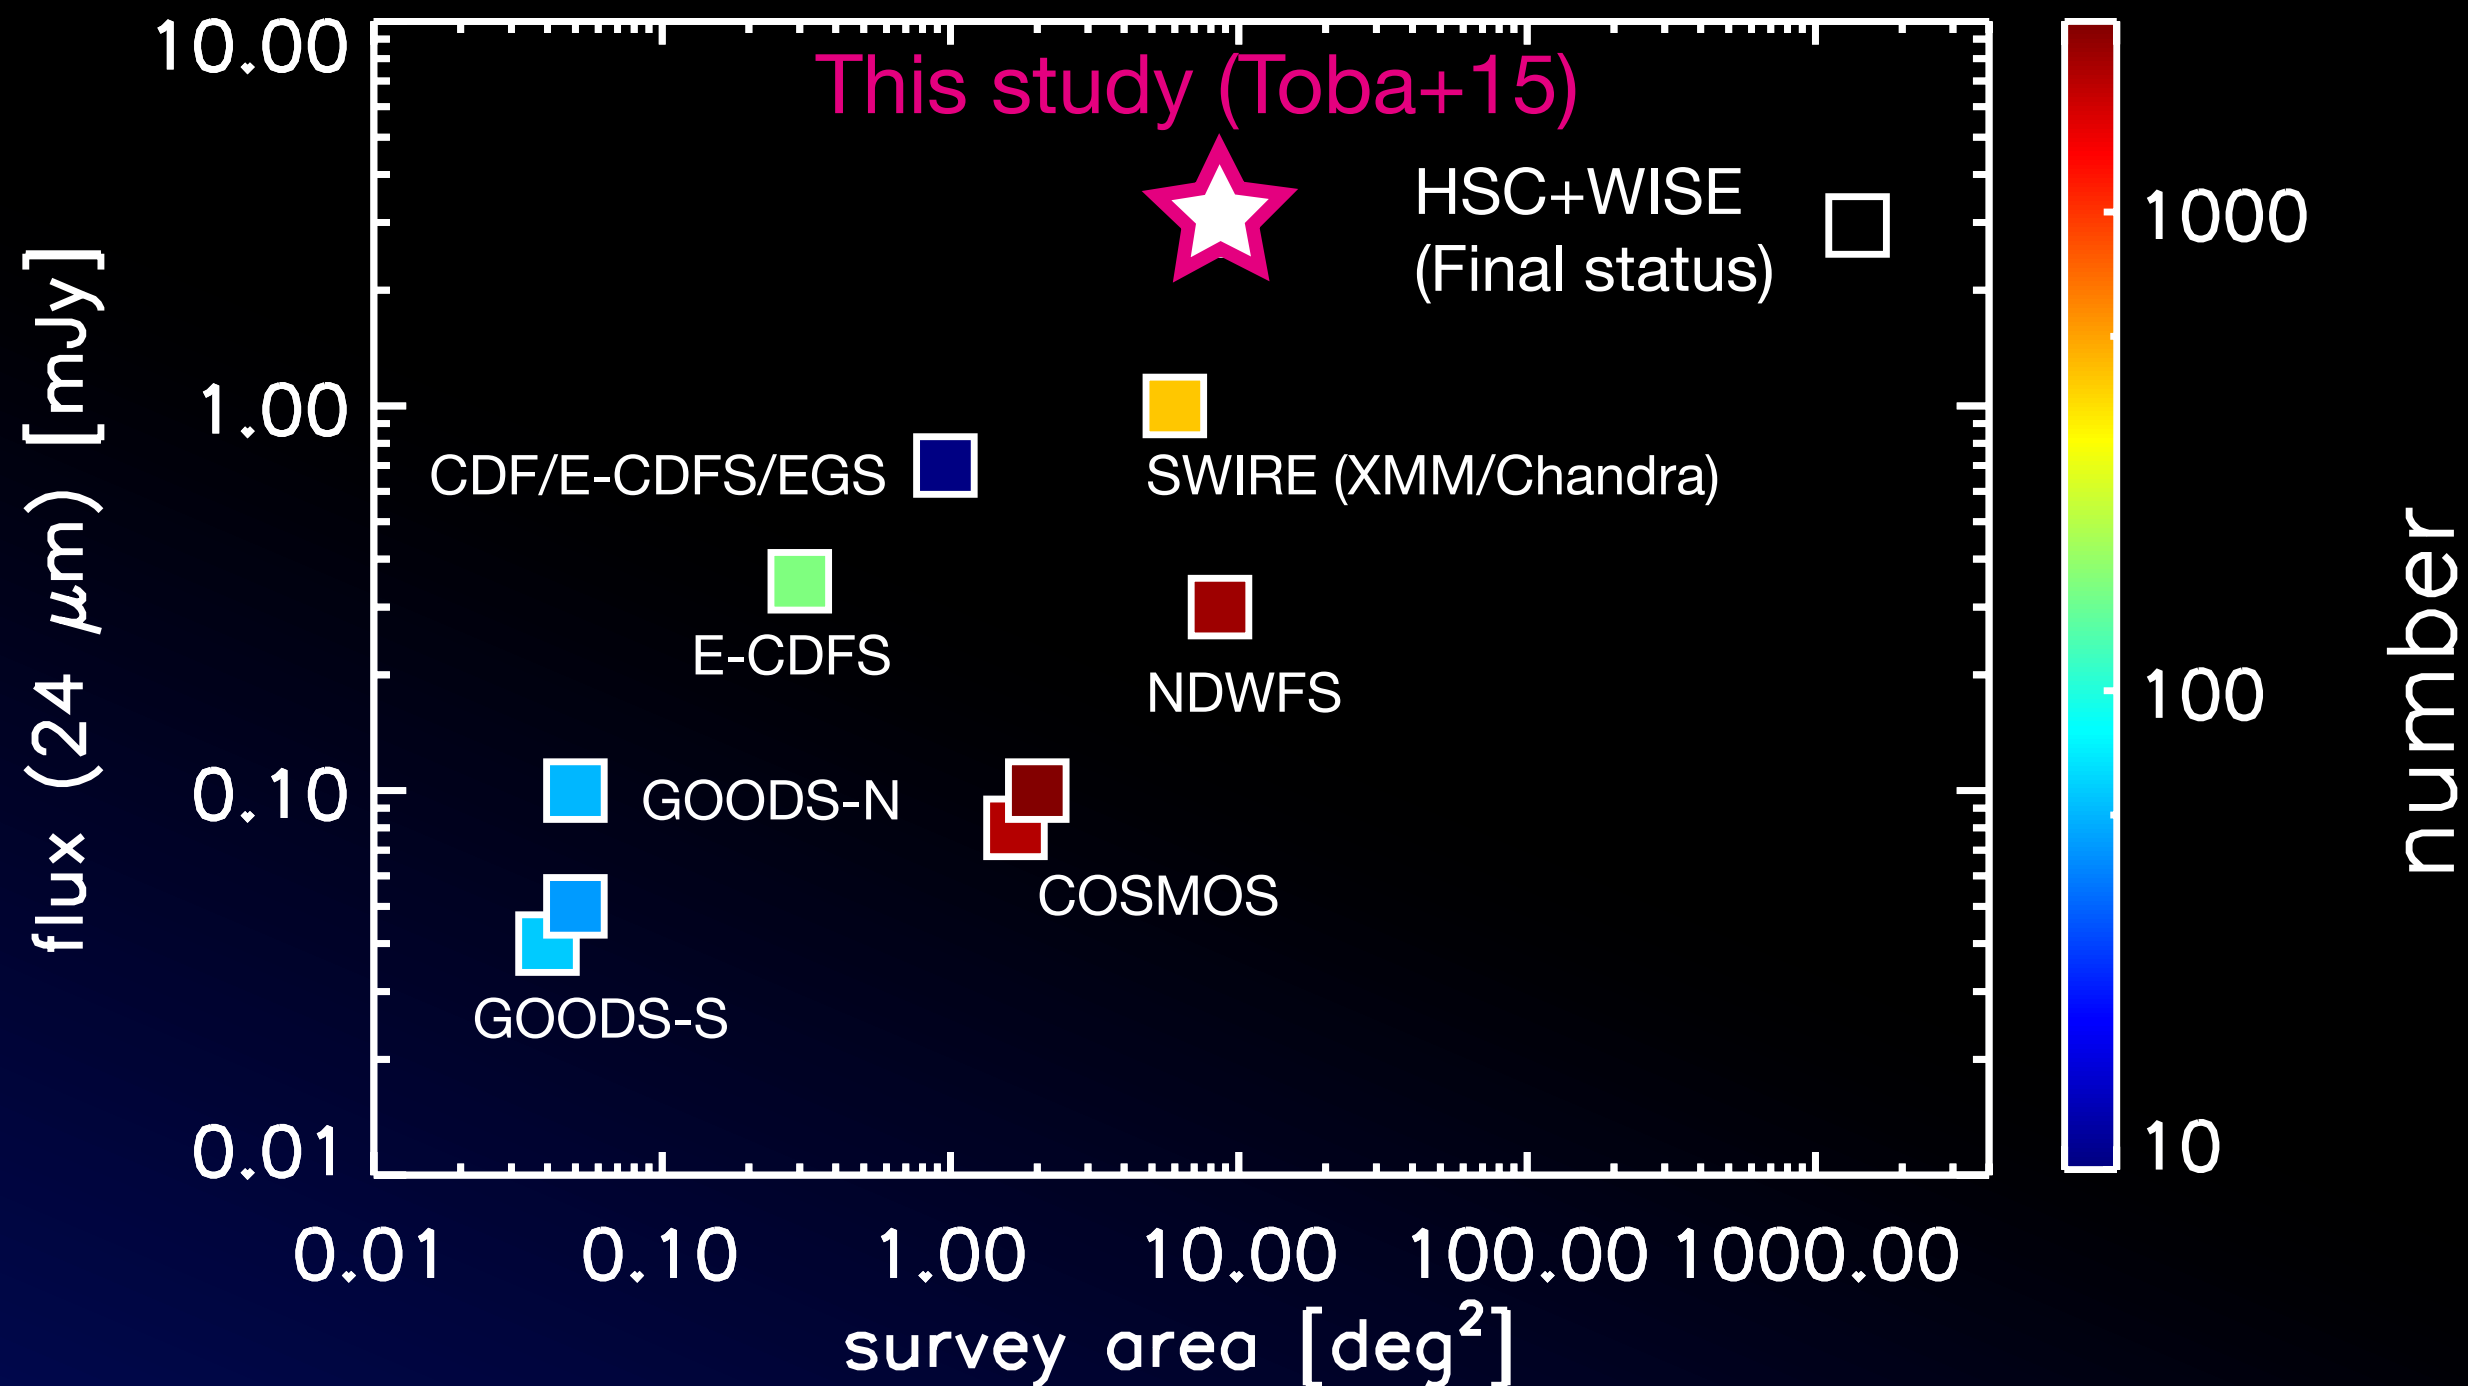 10.00
1.00
0.10
0.01
flux (24 μm) [mJy]
This study (Toba+15)
HSC+WISE
(Final status)
CDF/E-CDFS/EGS
SWIRE (XMM/Chandra)
E-CDFS
NDWFS
GOODS-N
COSMOS
GOODS-S
0.01 0.10 1.00 10.00 100.00 1000.00
survey area [deg²]
1000
100
10
number